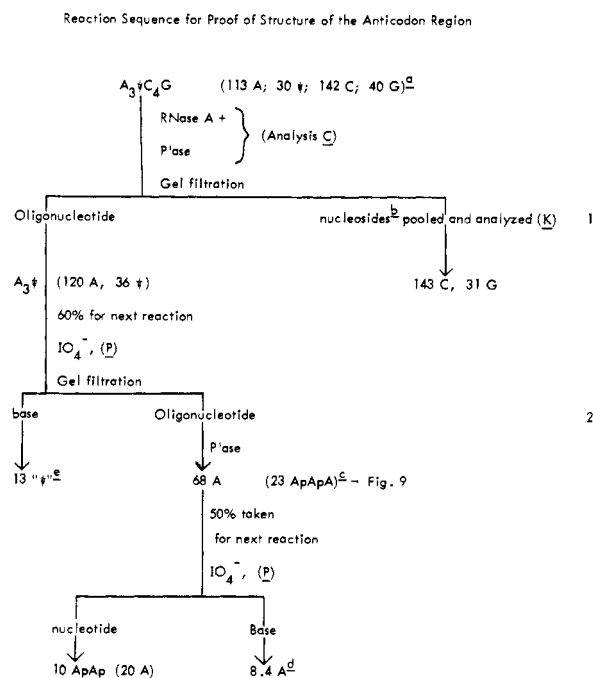 Reaction Sequence for Proof of Structure of the Anticodon Region
A3ψC4G (113 A; 30 ψ; 142 C; 40 G)a
RNase A +
P'ase
(Analysis C)
Gel filtration
Oligonucleotide
nucleosides b pooled and analyzed (K) 1
A3ψ (120 A, 36 ψ)
143 C, 31 G
60% for next reaction
IO4−, (P)
Gel filtration
base
Oligonucleotide
2
P'ase
13 "ψ"e
68 A (23 ApApA)c − Fig. 9
50% taken
for next reaction
IO4−, (P)
nucleotide
Base
10 ApAp (20 A)
8.4 Ad